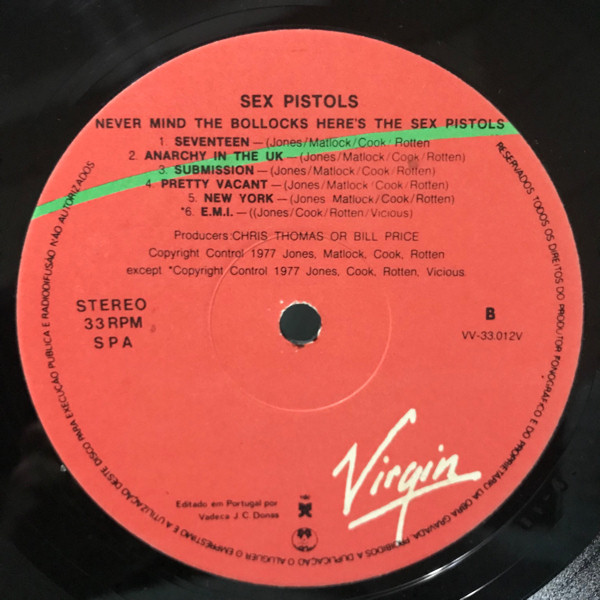 SEX PISTOLS
NEVER MIND THE BOLLOCKS HERE'S THE SEX PISTOLS
1. SEVENTEEN — (Jones/Matlock/Cook/Rotten
2. ANARCHY IN THE UK — (Jones/Matlock/Cook/Rotten)
3. SUBMISSION — (Jones/Matlock/Cook/Rotten)
4. PRETTY VACANT — (Jones/Matlock/Cook/Rotten)
5. NEW YORK — (Jones Matlock/Cook/Rotten)
*6. E.M.I. — ((Jones/Cook/Rotten/Vicious)
Producers: CHRIS THOMAS OR BILL PRICE
Copyright Control 1977 Jones, Matlock, Cook, Rotten
except *Copyright Control 1977 Jones, Cook, Rotten, Vicious.
STEREO
33 RPM
SPA
B
VV-33.012V
Virgin
Editado em Portugal por
Vadeca J. C. Donas
RESERVADOS TODOS OS DIREITOS DO PRODUTOR FONOGRÁFICO E DO PROPRIETÁRIO DA OBRA GRAVADA. PROIBIDOS A DUPLICAÇÃO O ALUGUER O EMPRÉSTIMO E A UTILIZAÇÃO DESTE DISCO PARA EXECUÇÃO PÚBLICA E RADIODIFUSÃO NÃO AUTORIZADOS